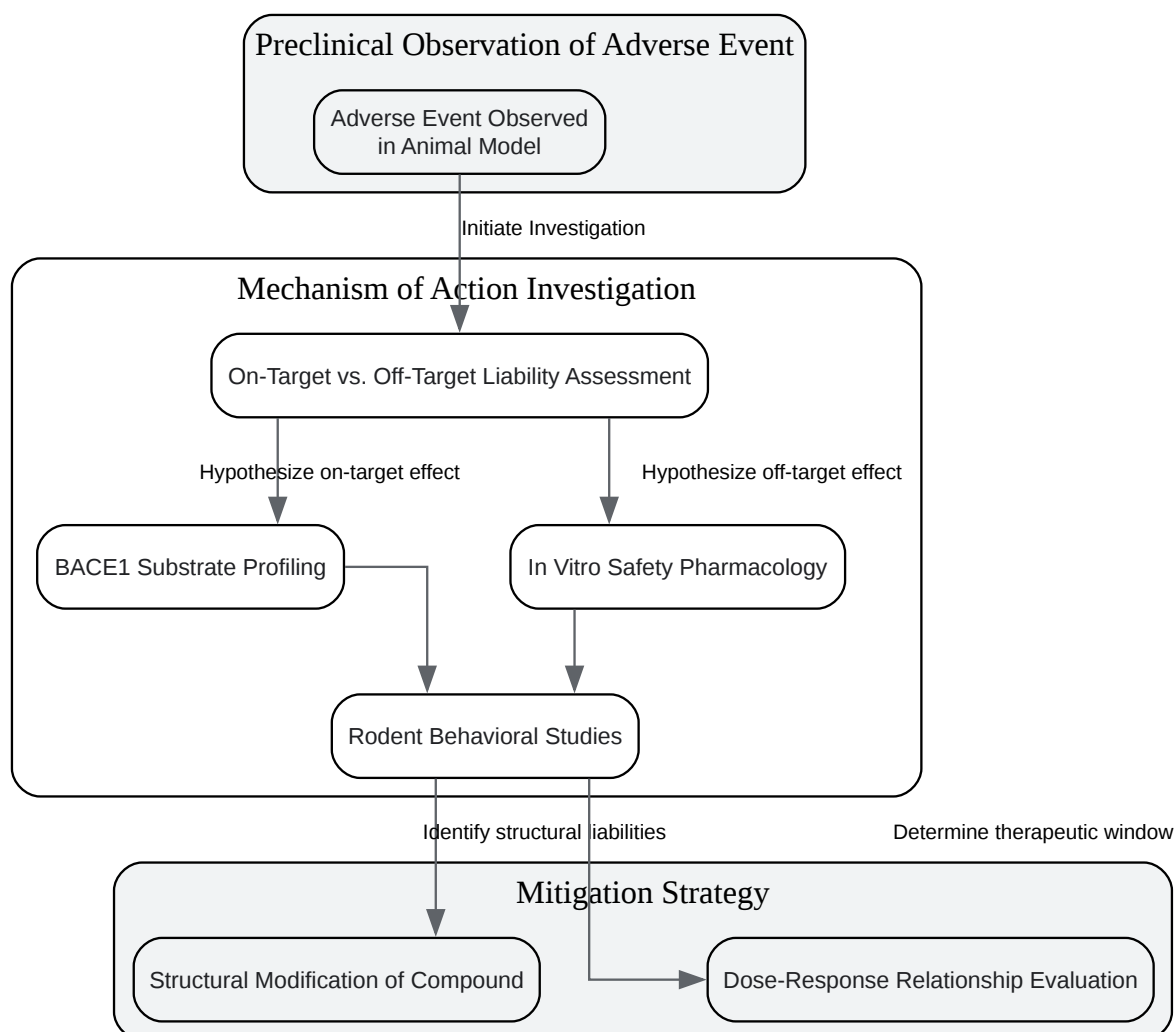 Preclinical Observation of Adverse Event
Adverse Event Observed
in Animal Model
Initiate Investigation
Mechanism of Action Investigation
On-Target vs. Off-Target Liability Assessment
Hypothesize on-target effect
Hypothesize off-target effect
BACE1 Substrate Profiling
In Vitro Safety Pharmacology
Rodent Behavioral Studies
Identify structural liabilities
Determine therapeutic window
Mitigation Strategy
Structural Modification of Compound
Dose-Response Relationship Evaluation